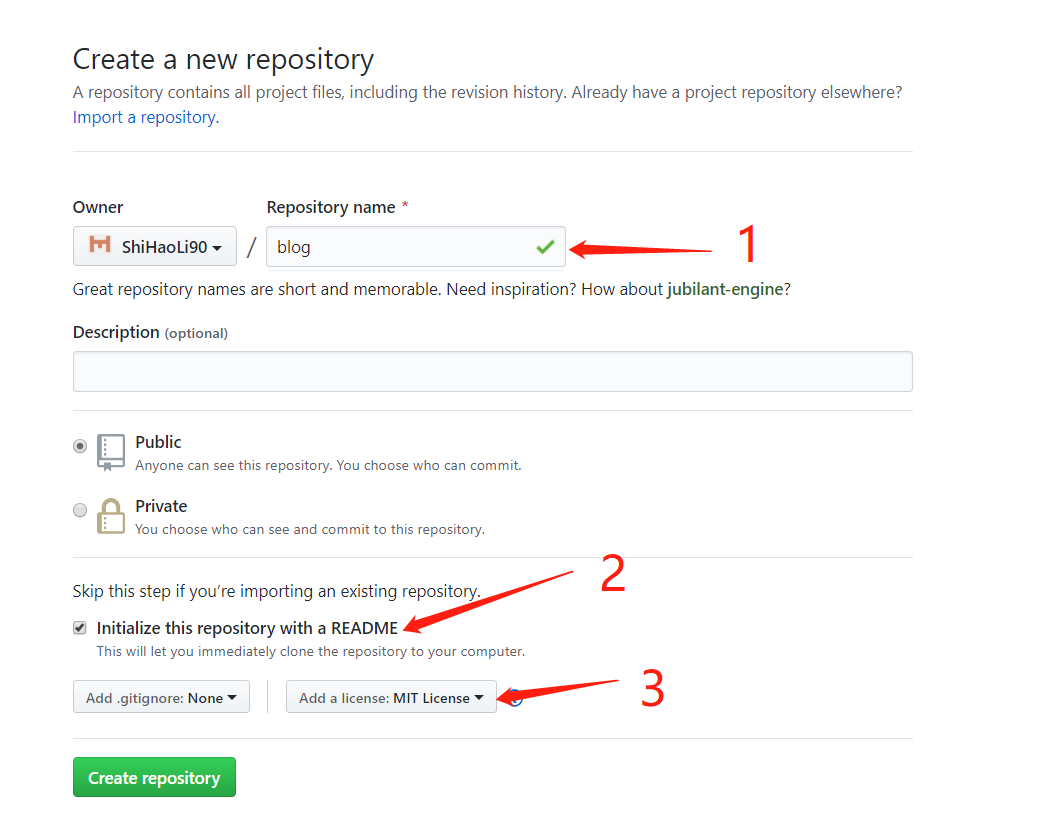 Create a new repository
A repository contains all project files, including the revision history. Already have a project repository elsewhere?
Import a repository.
Owner
Repository name *
ShiHaoLi90 / blog
1
Great repository names are short and memorable. Need inspiration? How about jubilant-engine?
Description (optional)
Public
Anyone can see this repository. You choose who can commit.
Private
You choose who can see and commit to this repository.
2
Skip this step if you’re importing an existing repository.
Initialize this repository with a README
This will let you immediately clone the repository to your computer.
Add .gitignore: None
Add a license: MIT License
3
Create repository